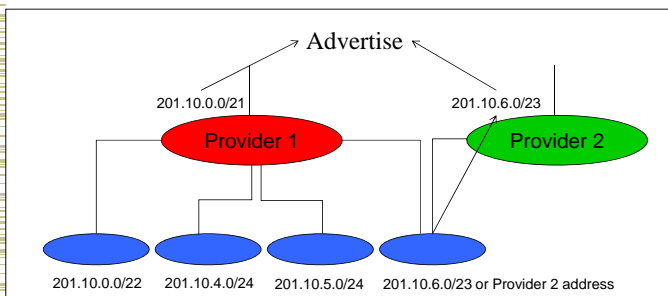 Advertise
201.10.0.0/21
201.10.6.0/23
Provider 1
Provider 2
201.10.0.0/22
201.10.4.0/24
201.10.5.0/24
201.10.6.0/23 or Provider 2 address